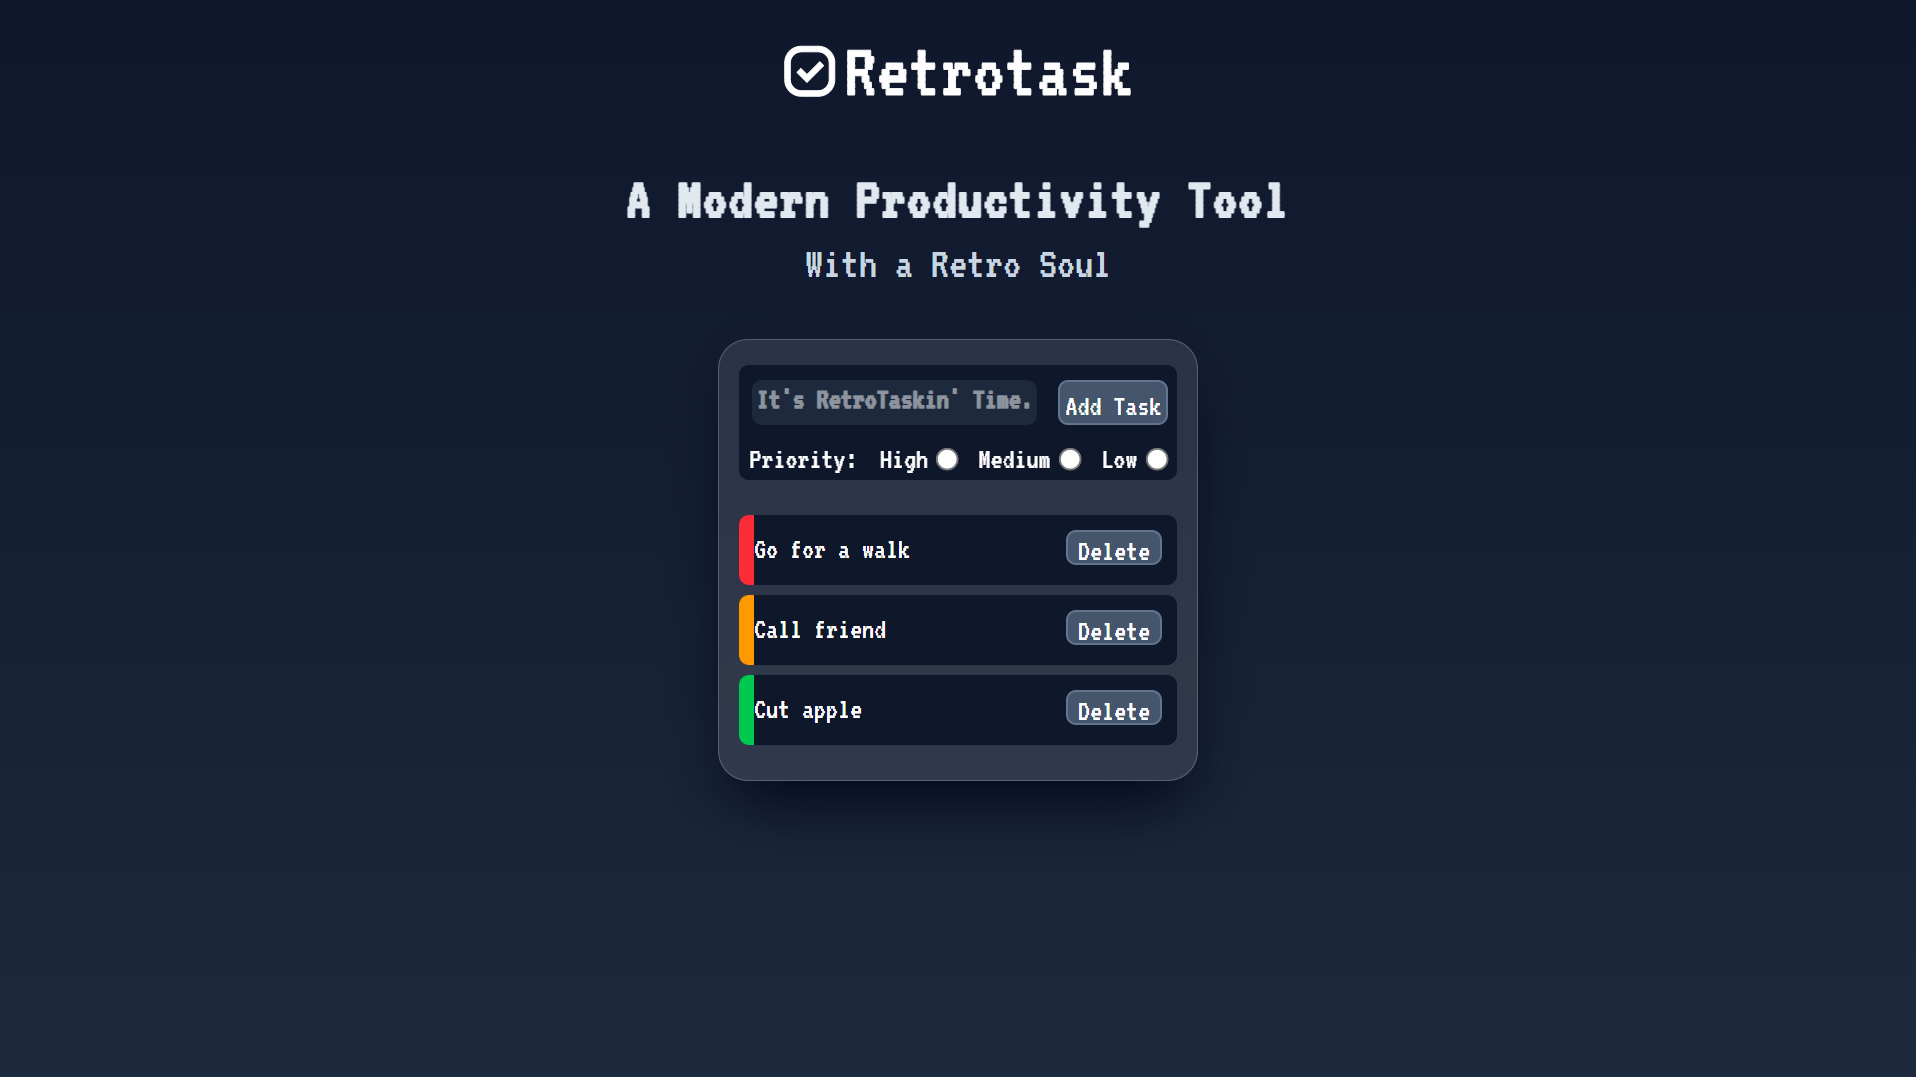 Retrotask
A Modern Productivity Tool
With a Retro Soul
It's RetroTaskin' Time.
Add Task
Priority: High Medium Low
Go for a walk
Delete
Call friend
Delete
Cut apple
Delete